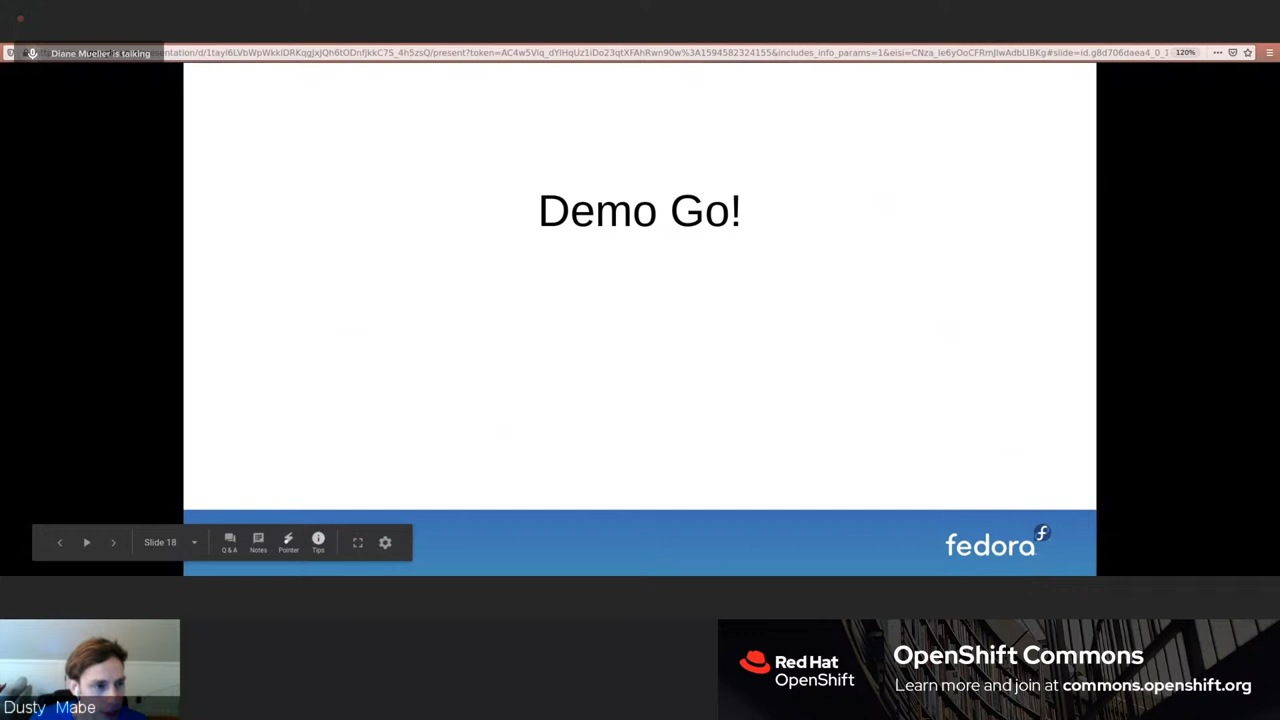 Diane Mueller is talking
120%
Demo Go!
Slide 18
Q & A
Notes
Pointer
Tips
fedora
Dusty Mabe
Red Hat
OpenShift
OpenShift Commons
Learn more and join at commons.openshift.org